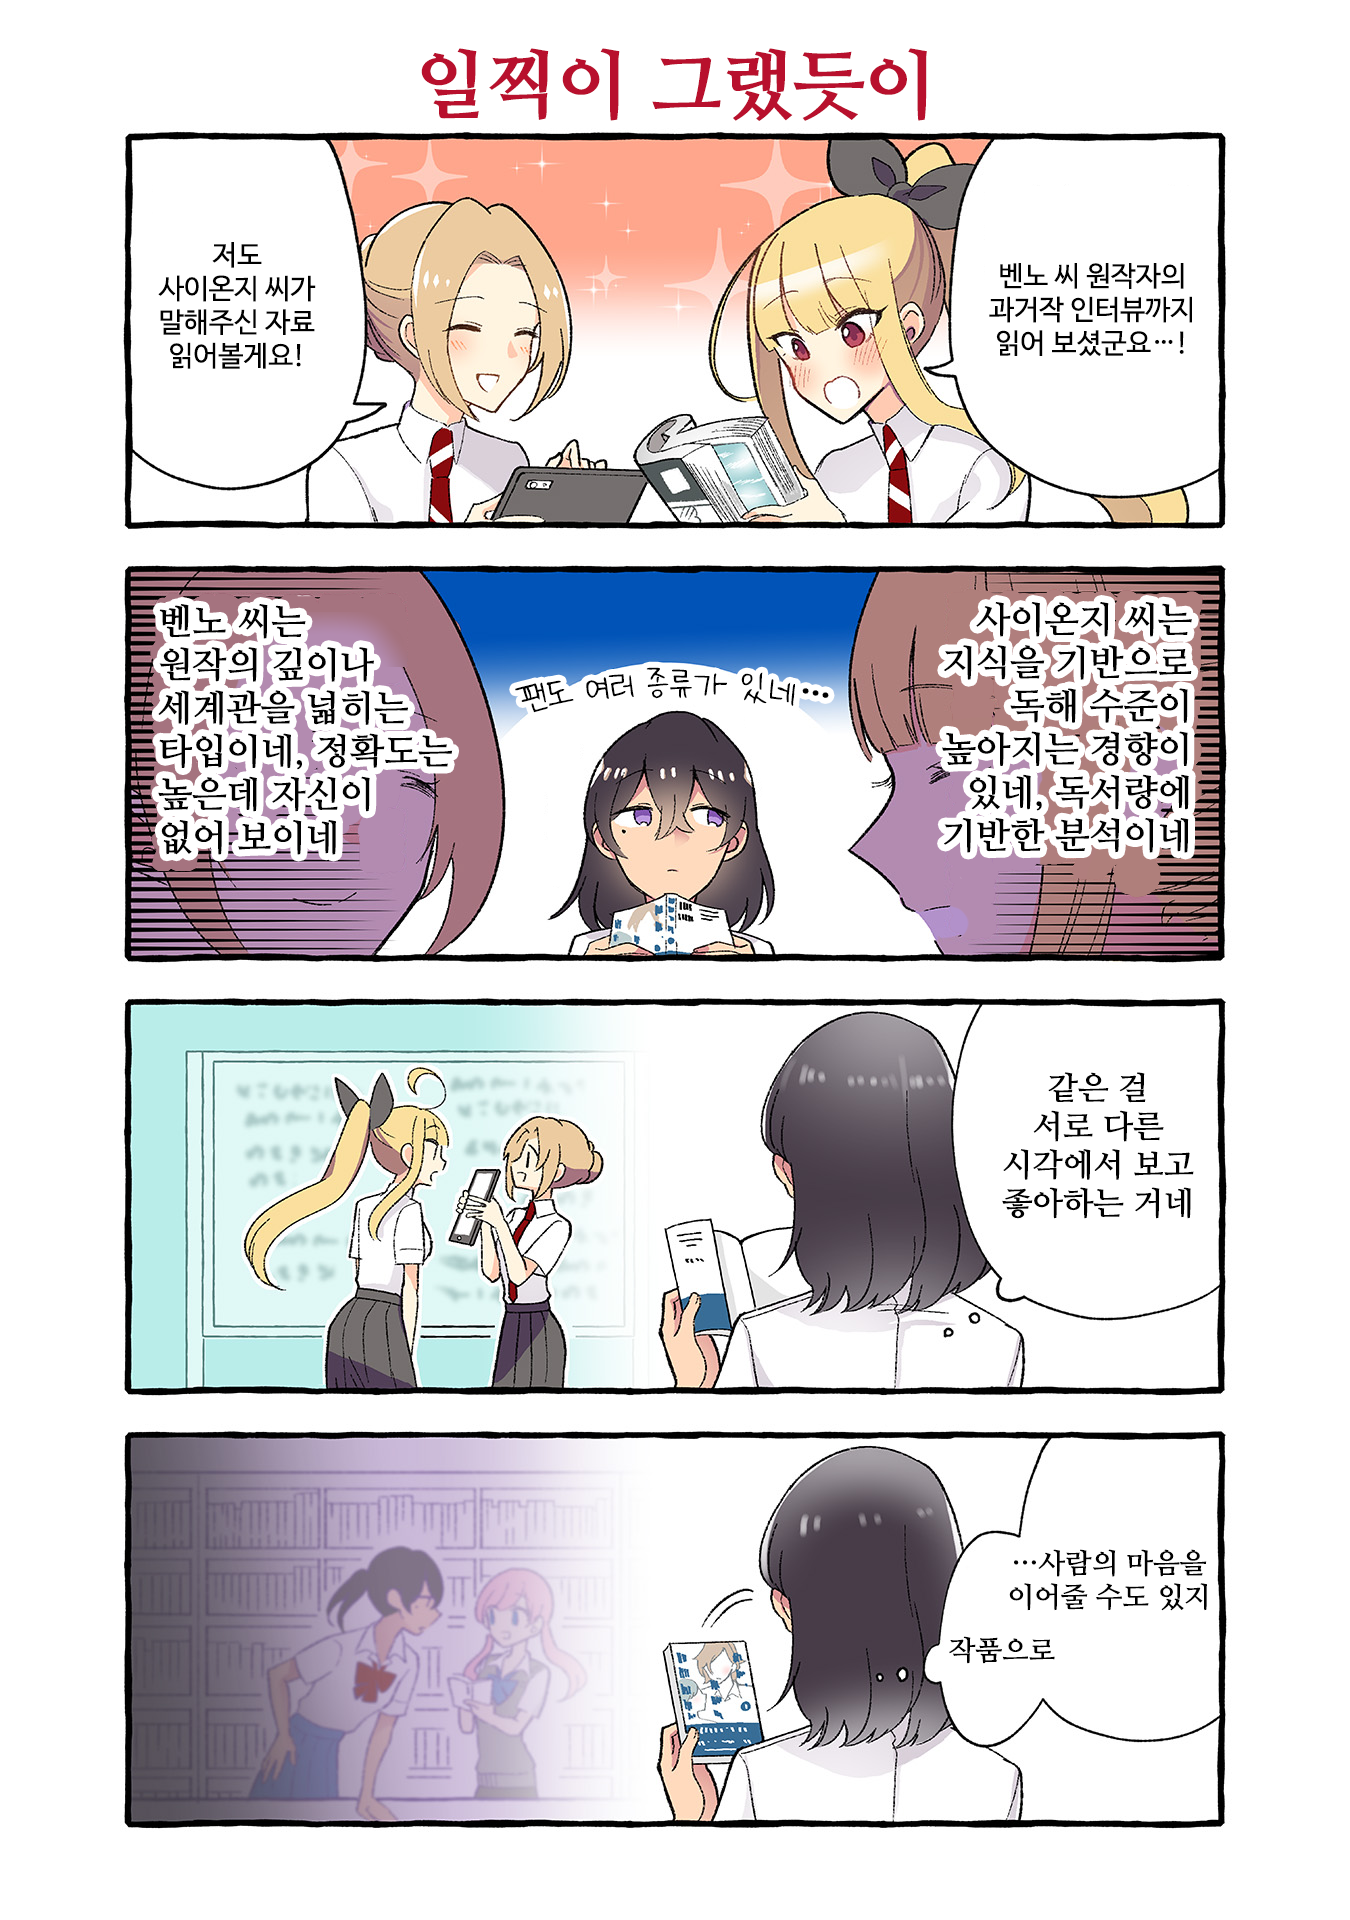 일찍이 그랬듯이
벤노 씨 원작자의
과거작 인터뷰까지
읽어 보셨군요…!
저도
사이온지 씨가
말해주신 자료
읽어볼게요!
사이온지 씨는
지식을 기반으로
독해 수준이
높아지는 경향이
있네, 독서량에
기반한 분석이네
팬도 여러 종류가 있네…
벤노 씨는
원작의 깊이나
세계관을 넓히는
타입이네, 정확도는
높은데 자신이
없어 보이네
같은 걸
서로 다른
시각에서 보고
좋아하는 거네
…사람의 마음을
이어줄 수도 있지
작품으로